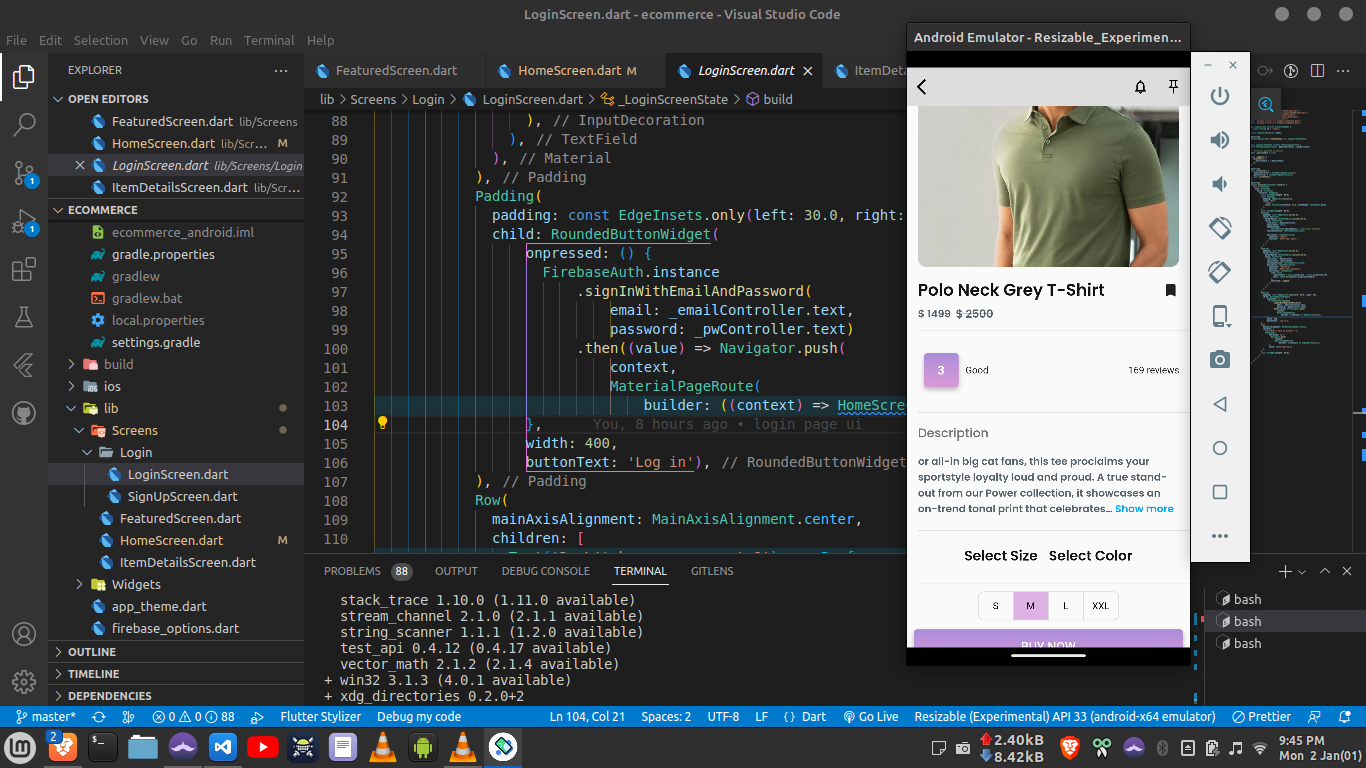 LoginScreen.dart - ecommerce - Visual Studio Code
File Edit Selection View Go Run Terminal Help
EXPLORER
OPEN EDITORS
FeaturedScreen.dart lib/Screens
HomeScreen.dart lib/Scr... M
LoginScreen.dart lib/Screens/Login
ItemDetailsScreen.dart lib/Scr...
ECOMMERCE
ecommerce_android.iml
gradle.properties
gradlew
gradlew.bat
local.properties
settings.gradle
build
ios
lib
Screens
Login
LoginScreen.dart
SignUpScreen.dart
FeaturedScreen.dart
HomeScreen.dart M
ItemDetailsScreen.dart
Widgets
app_theme.dart
firebase_options.dart
OUTLINE
TIMELINE
DEPENDENCIES
FeaturedScreen.dart HomeScreen.dart M LoginScreen.dart ItemDetails
lib > Screens > Login > LoginScreen.dart > _LoginScreenState > build
88 ), // InputDecoration
89 ), // TextField
90 ), // Material
91 ), // Padding
92 Padding(
93 padding: const EdgeInsets.only(left: 30.0, right:
94 child: RoundedButtonWidget(
95 onpressed: () {
96 FirebaseAuth.instance
97 .signInWithEmailAndPassword(
98 email: _emailController.text,
99 password: _pwController.text)
100 .then((value) => Navigator.push(
101 context,
102 MaterialPageRoute(
103 builder: ((context) => HomeScree
104 }, You, 8 hours ago • login page ui
105 width: 400,
106 buttonText: 'Log in'), // RoundedButtonWidget
107 ), // Padding
108 Row(
109 mainAxisAlignment: MainAxisAlignment.center,
110 children: [
PROBLEMS 88 OUTPUT DEBUG CONSOLE TERMINAL GITLENS
stack_trace 1.10.0 (1.11.0 available)
stream_channel 2.1.0 (2.1.1 available)
string_scanner 1.1.1 (1.2.0 available)
test_api 0.4.12 (0.4.17 available)
vector_math 2.1.2 (2.1.4 available)
+ win32 3.1.3 (4.0.1 available)
+ xdg_directories 0.2.0+2
bash
bash
bash
Android Emulator - Resizable_Experimen...
Polo Neck Grey T-Shirt
$ 1499 $ 2500
3 Good 169 reviews
Description
or all-in big cat fans, this tee proclaims your
sportstyle loyalty loud and proud. A true stand-
out from our Power collection, it showcases an
on-trend tonal print that celebrates... Show more
Select Size Select Color
S M L XXL
BUY NOW
1
1
master* 0 0 88 Flutter Stylizer Debug my code Ln 104, Col 21 Spaces: 2 UTF-8 LF {} Dart Go Live Resizable (Experimental) API 33 (android-x64 emulator) Prettier
2
2.40kB
8.42kB
9:45 PM
Mon 2 Jan(01)